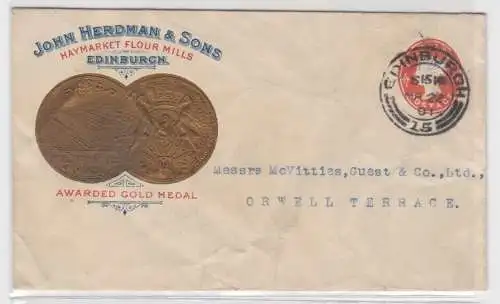 JOHN HERDMAN & SONS
HAYMARKET FLOUR MILLS
EDINBURGH.
AWARDED GOLD MEDAL
EDINBURGH
15
Messrs McVitties,Guest & Co.,Ltd.,
ORWELL TERRACE.